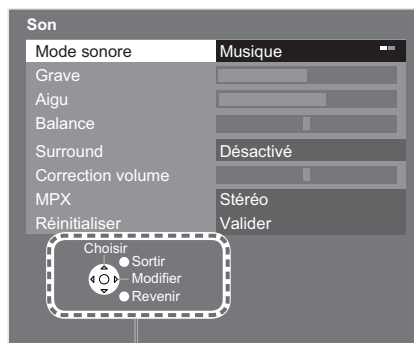 Son
Mode sonore Musique
Grave
Aigu
Balance
Surround Désactivé
Correction volume
MPX Stéréo
Réinitialiser Valider
Choisir
Sortir
Modifier
Revenir